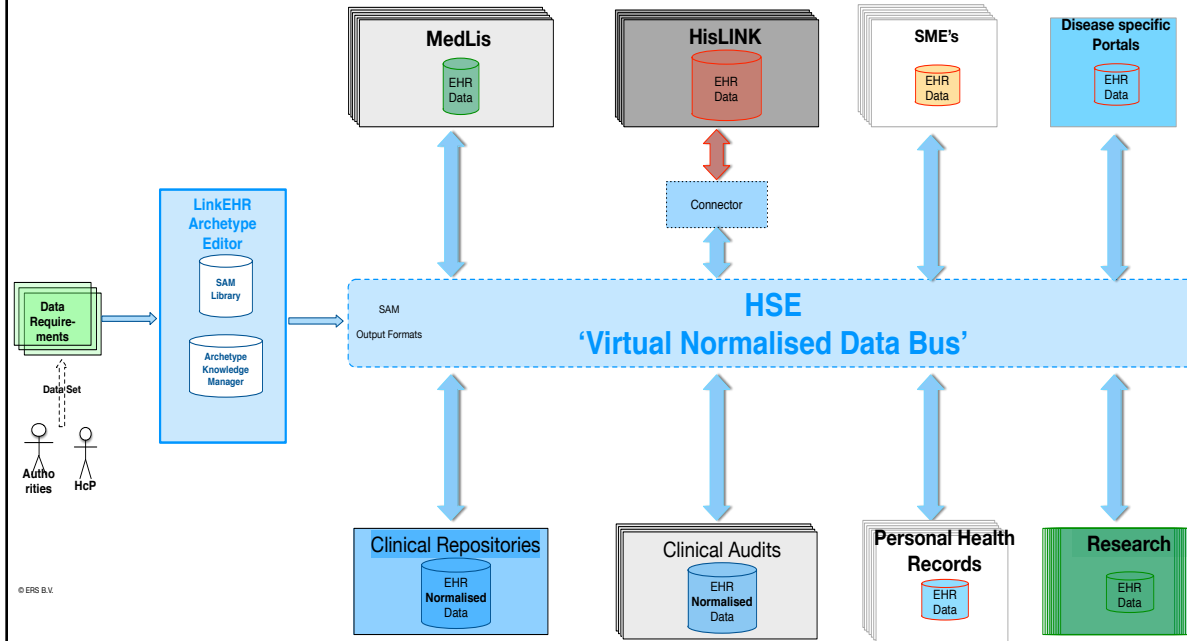 MedLis
EHR
Data
HisLINK
EHR
Data
SME's
EHR
Data
Disease specific
Portals
EHR
Data
Connector
LinkEHR
Archetype
Editor
SAM
Library
Archetype
Knowledge
Manager
Data
Require-
ments
Data Set
Autho
rities
HcP
SAM
Output Formats
HSE
‘Virtual Normalised Data Bus’
Clinical Repositories
EHR
Normalised
Data
Clinical Audits
EHR
Normalised
Data
Personal Health
Records
EHR
Data
Research
EHR
Data
© ERS B.V.